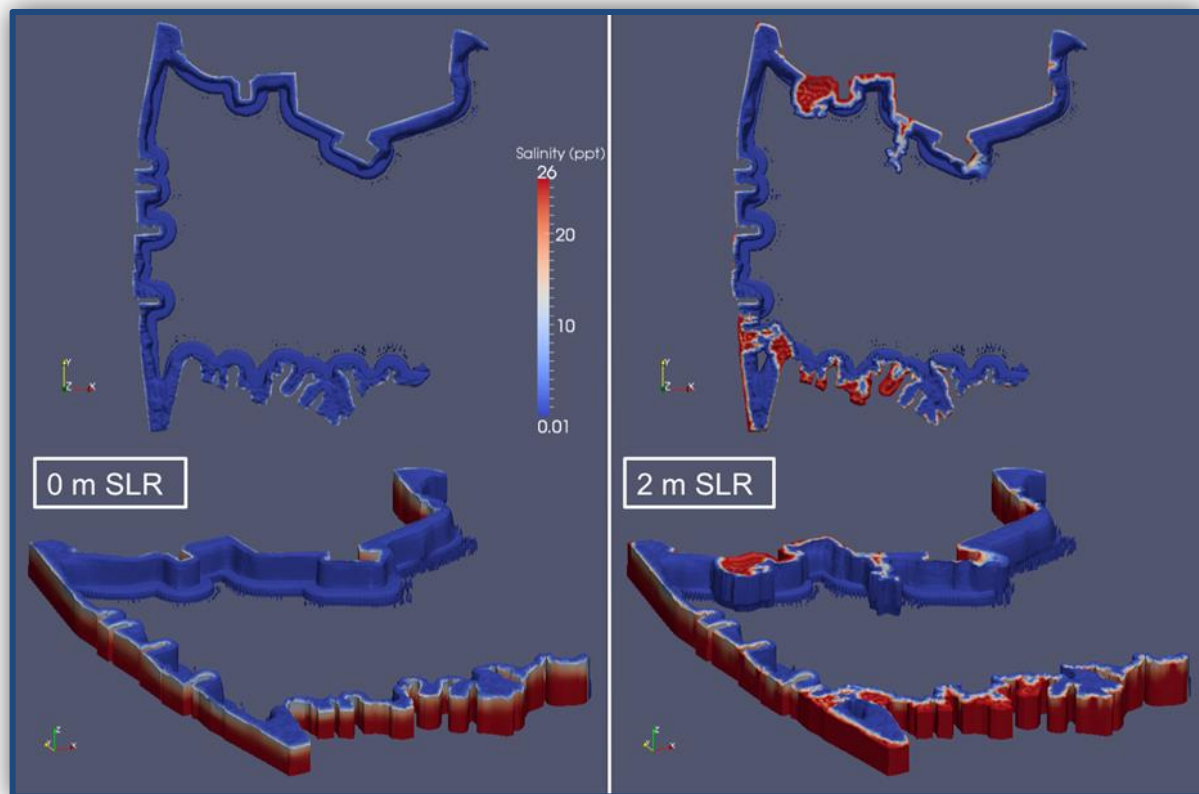 Salinity (ppt)
26
20
10
0.01
Y
Z X
Y
Z X
0 m SLR
2 m SLR
Z
Y X
Z
Y X